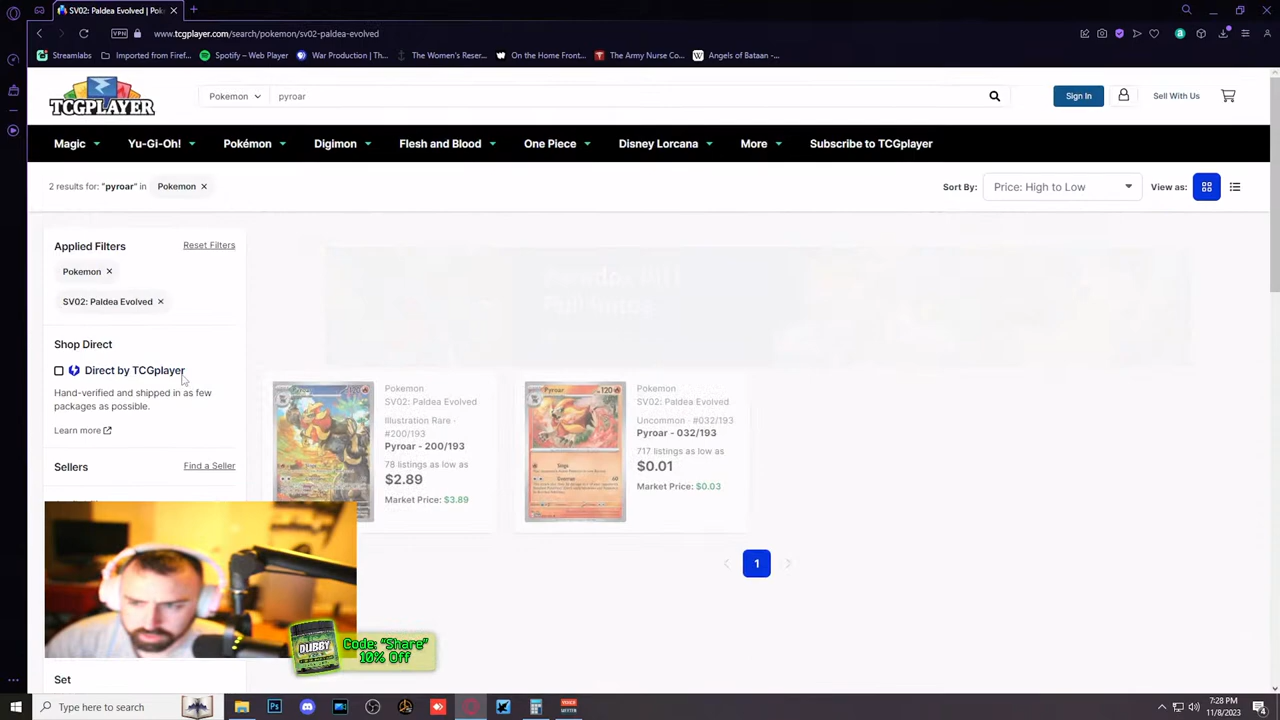 SV02: Paldea Evolved | Pok
VPN
www.tcgplayer.com/search/pokemon/sv02-paldea-evolved
Streamlabs
Imported from Firef...
Spotify – Web Player
War Production | Th...
The Women's Reser...
On the Home Front...
The Army Nurse Co...
Angels of Bataan -...
TCGPLAYER
Pokemon
pyroar
Sign In
Sell With Us
Magic
Yu-Gi-Oh!
Pokémon
Digimon
Flesh and Blood
One Piece
Disney Lorcana
More
Subscribe to TCGplayer
2 results for: "pyroar" in
Pokemon
Sort By:
Price: High to Low
View as:
Applied Filters
Reset Filters
Pokemon
SV02: Paldea Evolved
Shop Direct
Direct by TCGplayer
Hand-verified and shipped in as few
packages as possible.
Learn more
Sellers
Find a Seller
Set
Pokemon
SV02: Paldea Evolved
Illustration Rare ·
#200/193
Pyroar - 200/193
78 listings as low as
$2.89
Market Price: $3.89
Pyroar
120
Pokemon
SV02: Paldea Evolved
Uncommon · #032/193
Pyroar - 032/193
717 listings as low as
$0.01
Market Price: $0.03
1
DUBBY
Code: "Share"
10% Off
Type here to search
7:28 PM
11/8/2023
4